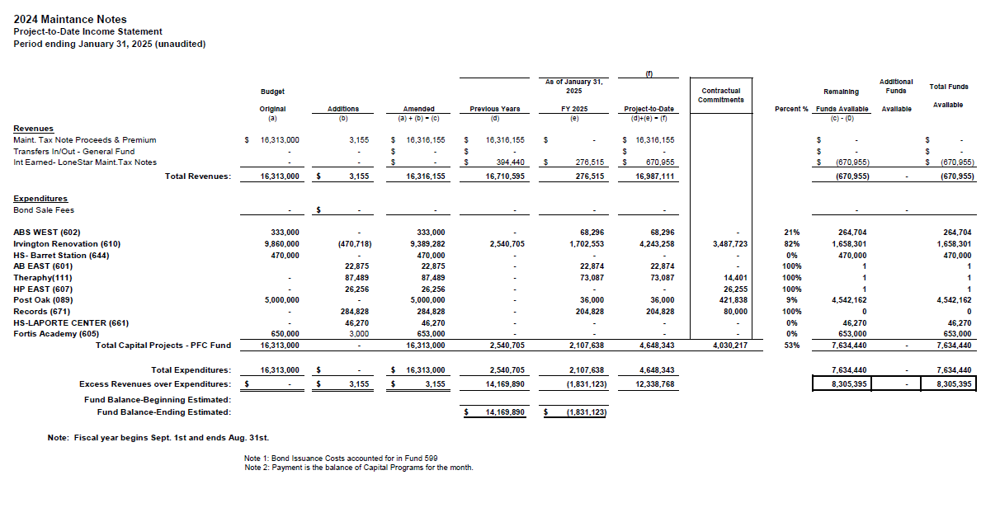 2024 Maintance Notes
Project-to-Date Income Statement
Period ending January 31, 2025 (unaudited)
(f)
As of January 31, 2025
Budget Contractual Commitments Remaining Additional Funds Total Funds
Original Additions Amended Previous Years FY 2025 Project-to-Date Percent % Funds Available Available Available
(a) (b) (a) + (b) = (c) (d) (e) (d)+(e) = (f) (c) - (D)
Revenues
Maint. Tax Note Proceeds & Premium $ 16,313,000 3,155 $ 16,316,155 $ 16,316,155 $ - $ 16,316,155 $ - $ -
Transfers In/Out - General Fund - - $ - $ - $ - $ - $ -
Int Earned- LoneStar Maint.Tax Notes - - $ - $ 394,440 $ 276,515 $ 670,955 $ (670,955) $ (670,955)
Total Revenues: 16,313,000 $ 3,155 16,316,155 16,710,595 276,515 16,987,111 (670,955) - (670,955)
Expenditures
Bond Sale Fees - $ - - - - - - -
ABS WEST (602) 333,000 - 333,000 - 68,296 68,296 - 21% 264,704 264,704
Irvington Renovation (610) 9,860,000 (470,718) 9,389,282 2,540,705 1,702,553 4,243,258 3,487,723 82% 1,658,301 1,658,301
HS- Barret Station (644) 470,000 - 470,000 - - - - 0% 470,000 470,000
AB EAST (601) 22,875 22,875 - 22,874 22,874 - 100% 1 1
Theraphy(111) - 87,489 87,489 - 73,087 73,087 14,401 100% 1 1
HP EAST (607) - 26,256 26,256 - - - 26,255 100% 1 1
Post Oak (089) 5,000,000 - 5,000,000 - 36,000 36,000 421,838 9% 4,542,162 4,542,162
Records (671) - 284,828 284,828 - 204,828 204,828 80,000 100% 0 0
HS-LAPORTE CENTER (661) - 46,270 46,270 - - - - 0% 46,270 46,270
Fortis Academy (605) 650,000 3,000 653,000 - - - - 0% 653,000 653,000
Total Capital Projects - PFC Fund 16,313,000 - 16,313,000 2,540,705 2,107,638 4,648,343 4,030,217 53% 7,634,440 - 7,634,440
Total Expenditures: 16,313,000 $ - $ 16,313,000 2,540,705 2,107,638 4,648,343 7,634,440 - 7,634,440
Excess Revenues over Expenditures: $ - $ 3,155 $ 3,155 14,169,890 (1,831,123) 12,338,768 8,305,395 - 8,305,395
Fund Balance-Beginning Estimated:
Fund Balance-Ending Estimated: $ 14,169,890 $ (1,831,123)
Note: Fiscal year begins Sept. 1st and ends Aug. 31st.
Note 1: Bond Issuance Costs accounted for in Fund 599
Note 2: Payment is the balance of Capital Programs for the month.